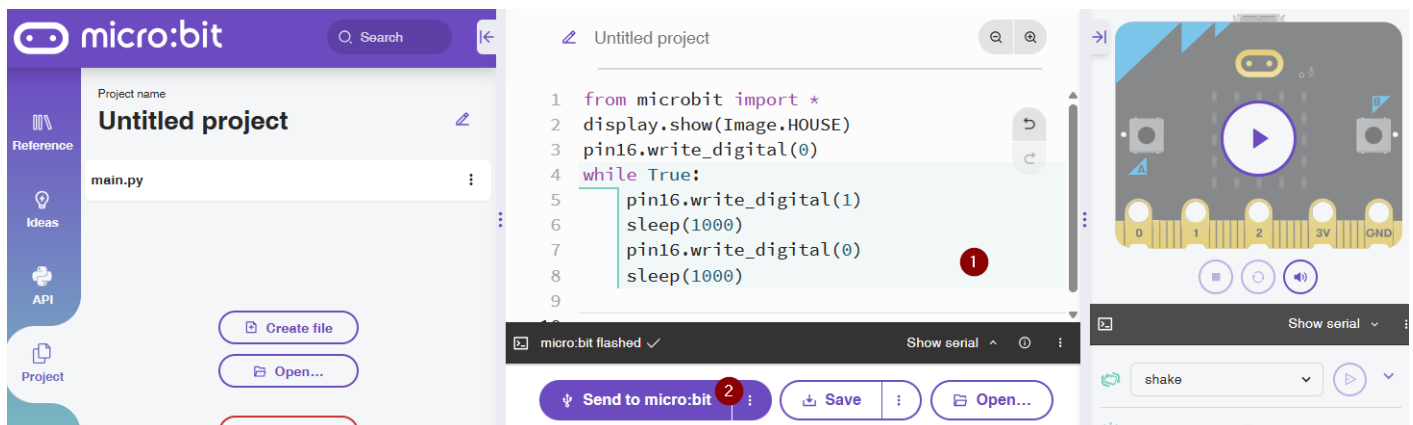 micro:bit
Search
Reference
Ideas
API
Project
Project name
Untitled project
main.py
Create file
Open...
Untitled project
1 from microbit import *
2 display.show(Image.HOUSE)
3 pin16.write_digital(0)
4 while True:
5 pin16.write_digital(1)
6 sleep(1000)
7 pin16.write_digital(0)
8 sleep(1000)
9
1
micro:bit flashed
Show serial
Send to micro:bit
2
Save
Open...
B
A
0 1 2 3V GND
Show serial
shake